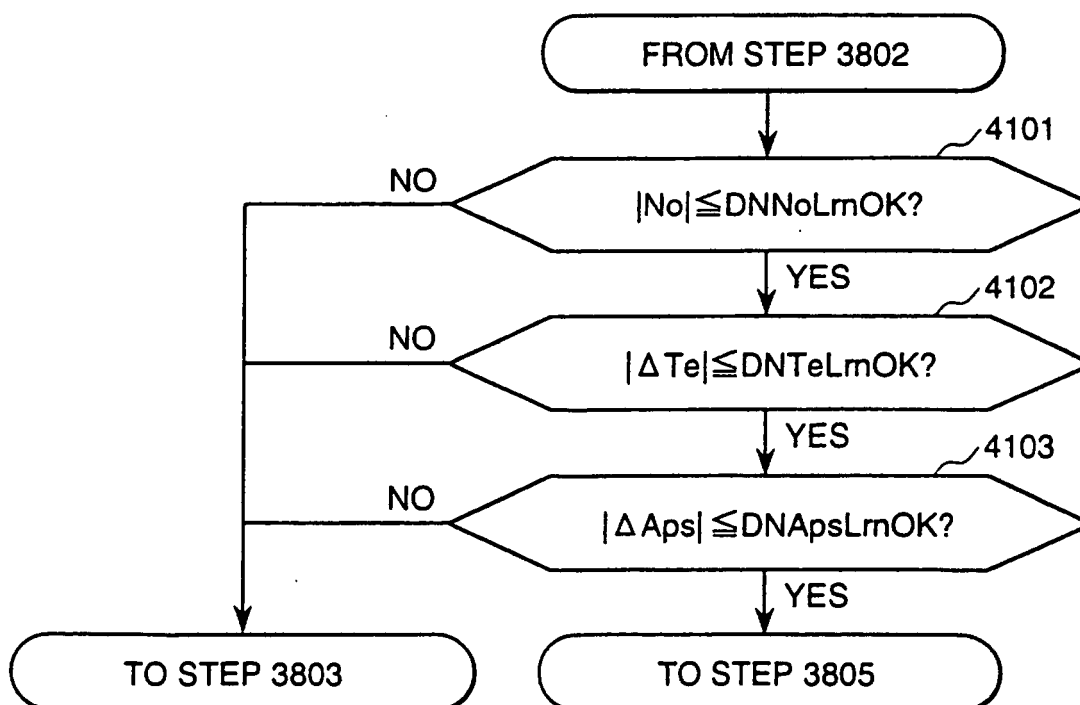 FROM STEP 3802
4101
NO
|No|≦DNNoLrnOK?
YES
4102
NO
|ΔTe|≦DNTeLrnOK?
YES
4103
NO
|ΔAps|≦DNApsLrnOK?
YES
TO STEP 3803
TO STEP 3805